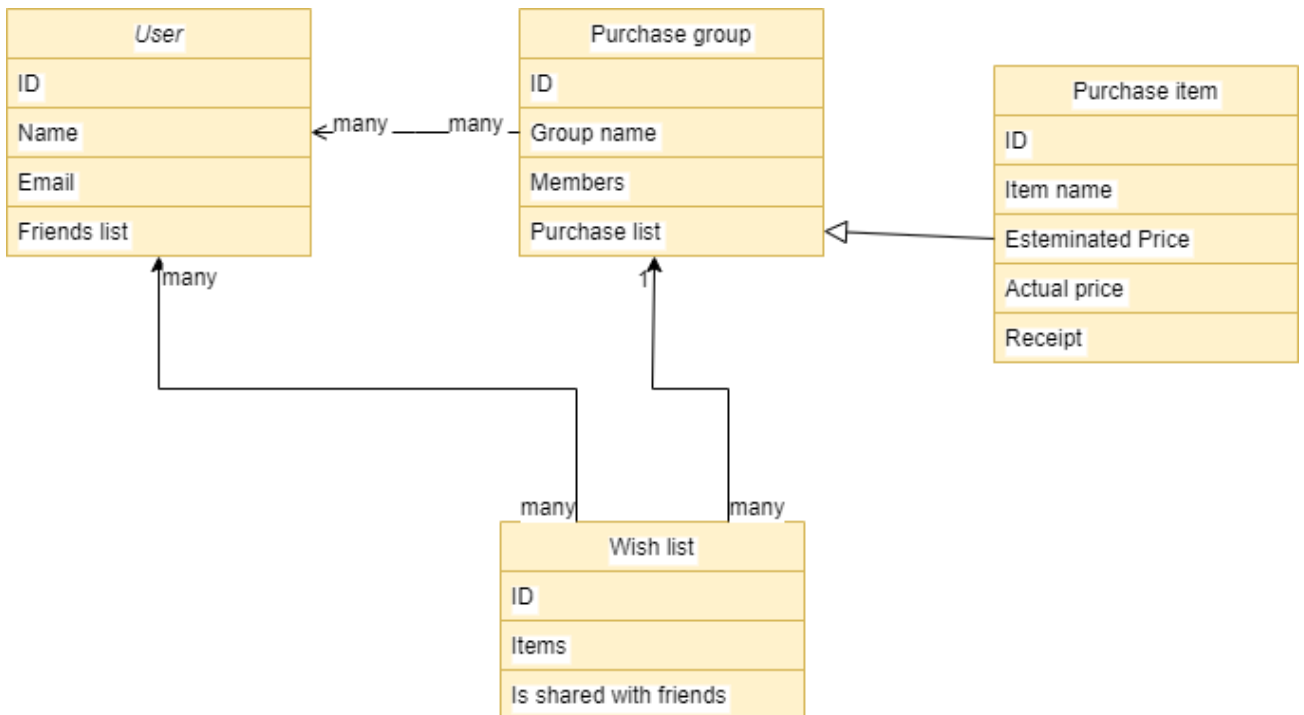 User
ID
Name
Email
Friends list
many
many
Purchase group
ID
Group name
Members
Purchase list
Purchase item
ID
Item name
Esteminated Price
Actual price
Receipt
many
1
many
many
Wish list
ID
Items
Is shared with friends